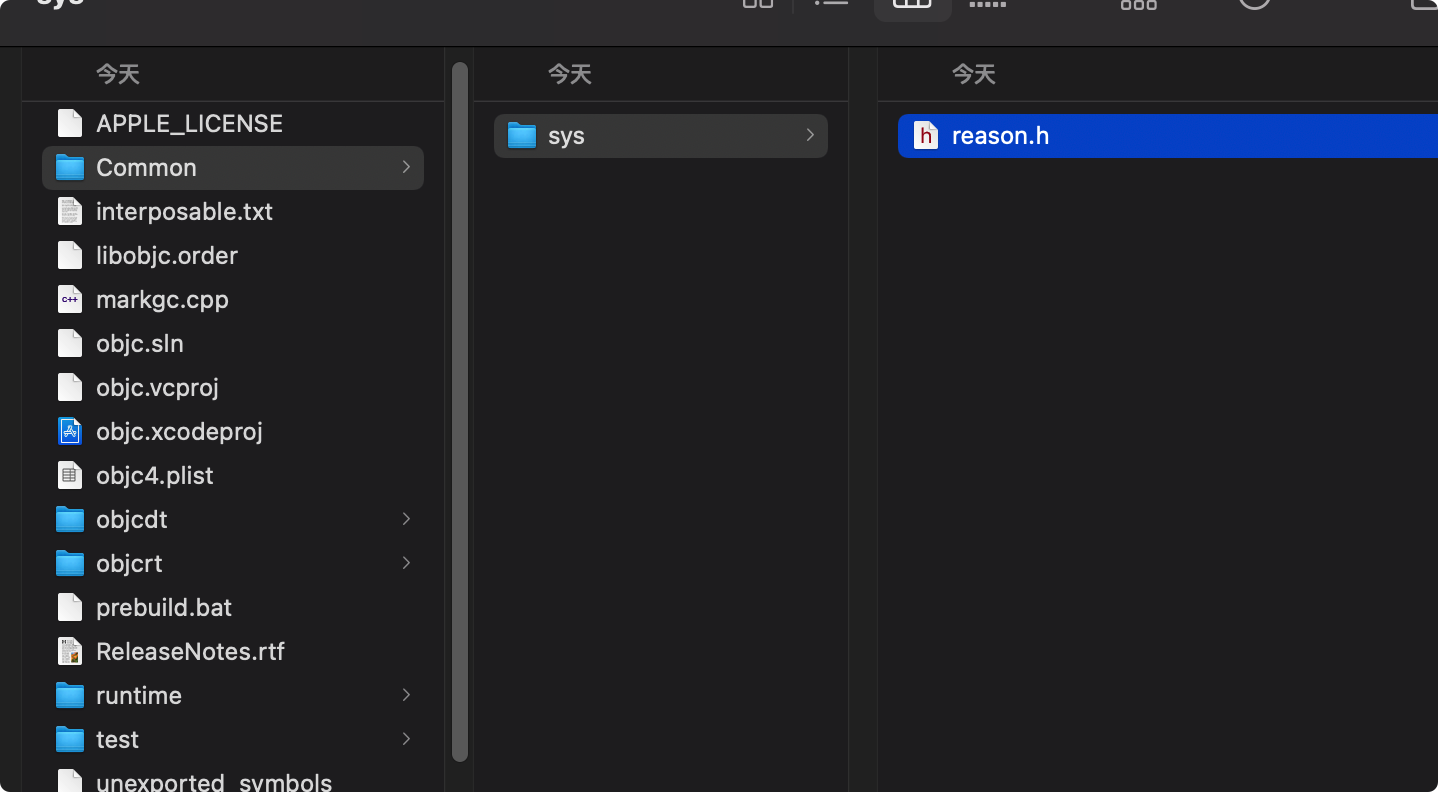 今天
APPLE_LICENSE
Common
interposable.txt
libobjc.order
markgc.cpp
objc.sln
objc.vcproj
objc.xcodeproj
objc4.plist
objcdt
objcrt
prebuild.bat
ReleaseNotes.rtf
runtime
test
unexported_symbols
今天
sys
今天
reason.h